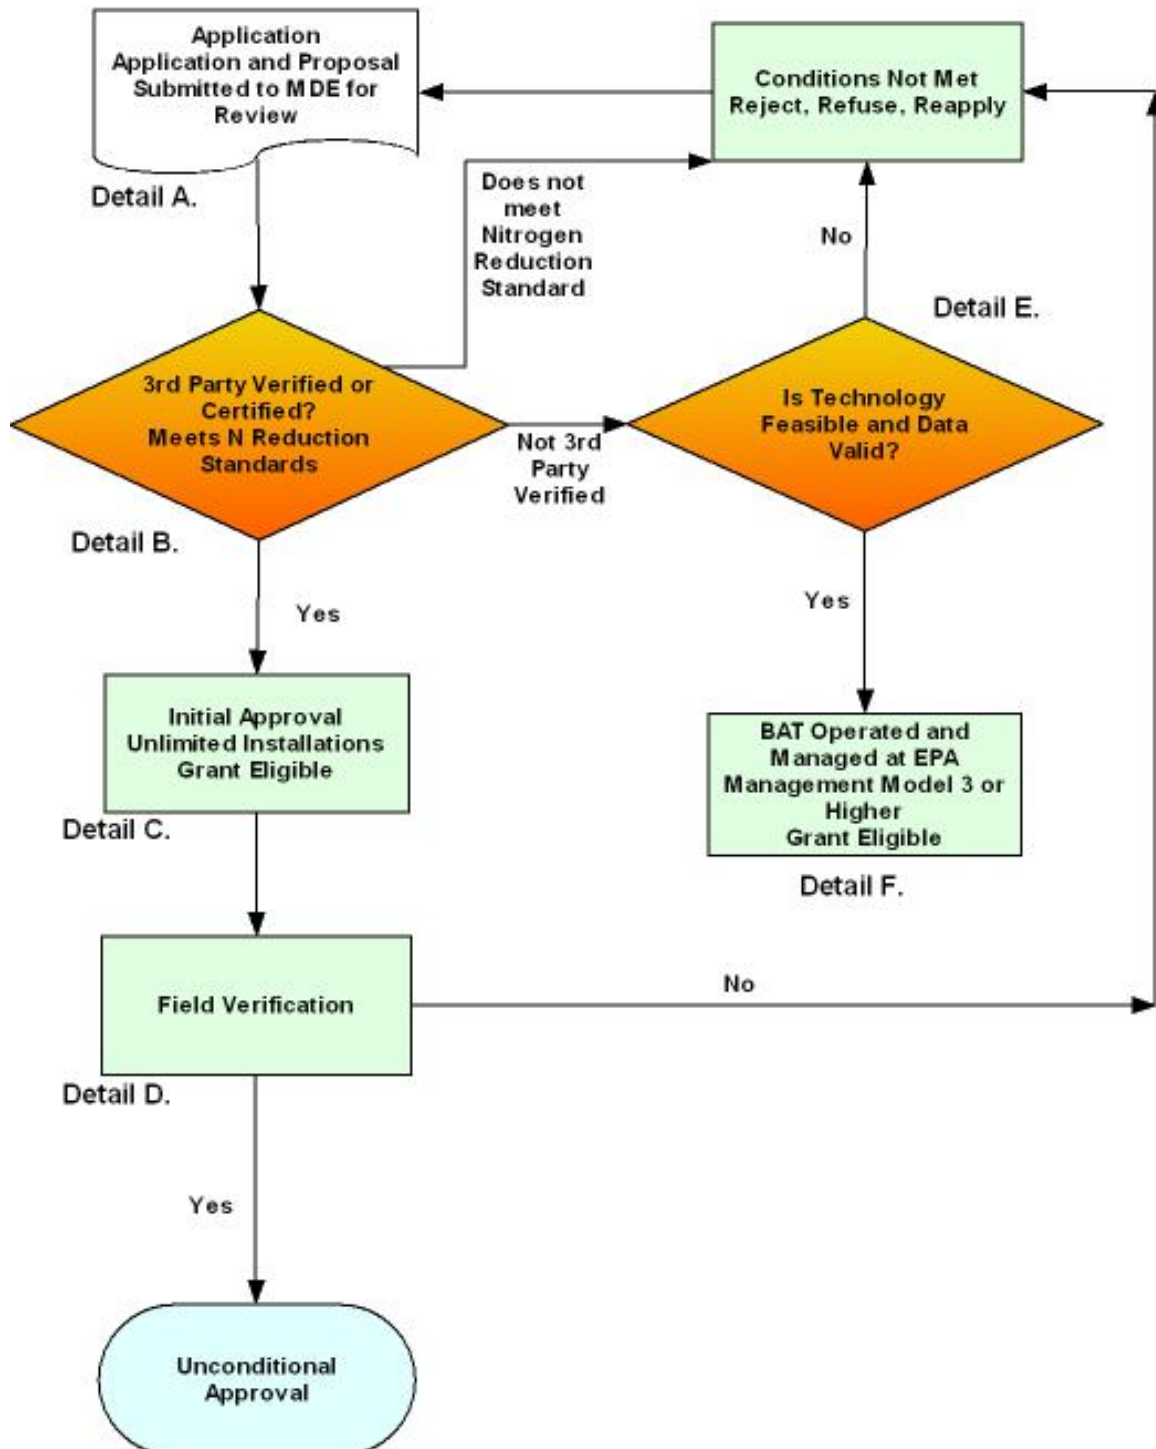 Application
Application and Proposal
Submitted to MDE for
Review
Detail A.
Conditions Not Met
Reject, Refuse, Reapply
Does not
meet
Nitrogen
Reduction
Standard
No
Detail E.
3rd Party Verified or
Certified?
Meets N Reduction
Standards
Not 3rd
Party
Verified
Is Technology
Feasible and Data
Valid?
Detail B.
Yes
Yes
Initial Approval
Unlimited Installations
Grant Eligible
Detail C.
BAT Operated and
Managed at EPA
Management Model 3 or
Higher
Grant Eligible
Detail F.
Field Verification
No
Detail D.
Yes
Unconditional
Approval